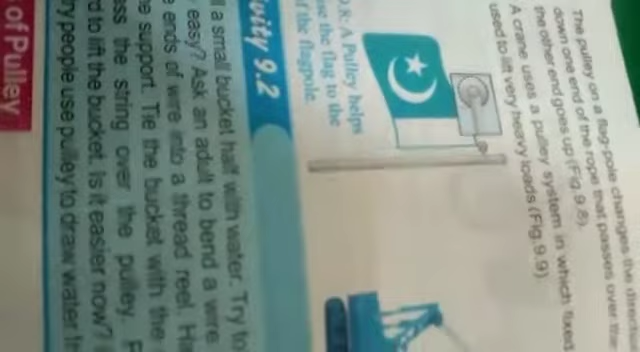 The pulley on a flag-pole changes the direc
down one end of the rope that passes over the
the other end goes up (Fig.9.8).
A crane uses a pulley system in which fixed
used to lift very heavy loads (Fig.9.9).
9.8: A Pulley helps
se the flag to the
f the flagpole.
vity 9.2
ll a small bucket half with water. Try to
easy? Ask an adult to bend a wire.
e ends of wire into a thread reel. Ha
e support. Tie the bucket with the
ss the string over the pulley.
d to lift the bucket. Is it easier now?
hy people use pulley to draw water
of Pulley